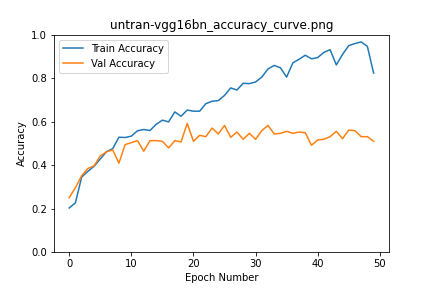 untran-vgg16bn_accuracy_curve.png
1.0
Train Accuracy
Val Accuracy
0.8
0.6
Accuracy
0.4
0.2
0.0
0 10 20 30 40 50
Epoch Number